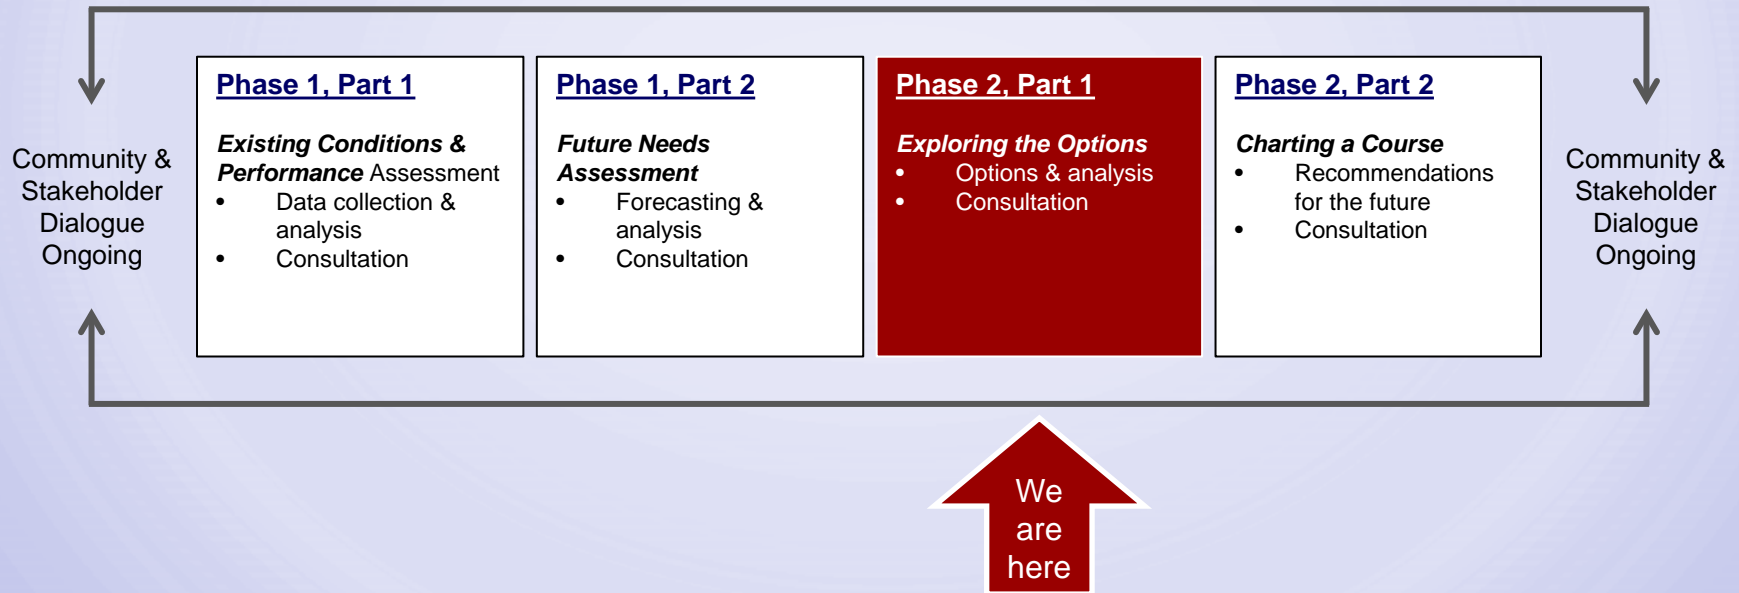 Community &
Stakeholder
Dialogue
Ongoing
Phase 1, Part 1
Existing Conditions &
Performance Assessment
• Data collection &
analysis
• Consultation
Phase 1, Part 2
Future Needs
Assessment
• Forecasting &
analysis
• Consultation
Phase 2, Part 1
Exploring the Options
• Options & analysis
• Consultation
Phase 2, Part 2
Charting a Course
• Recommendations
for the future
• Consultation
Community &
Stakeholder
Dialogue
Ongoing
We
are
here